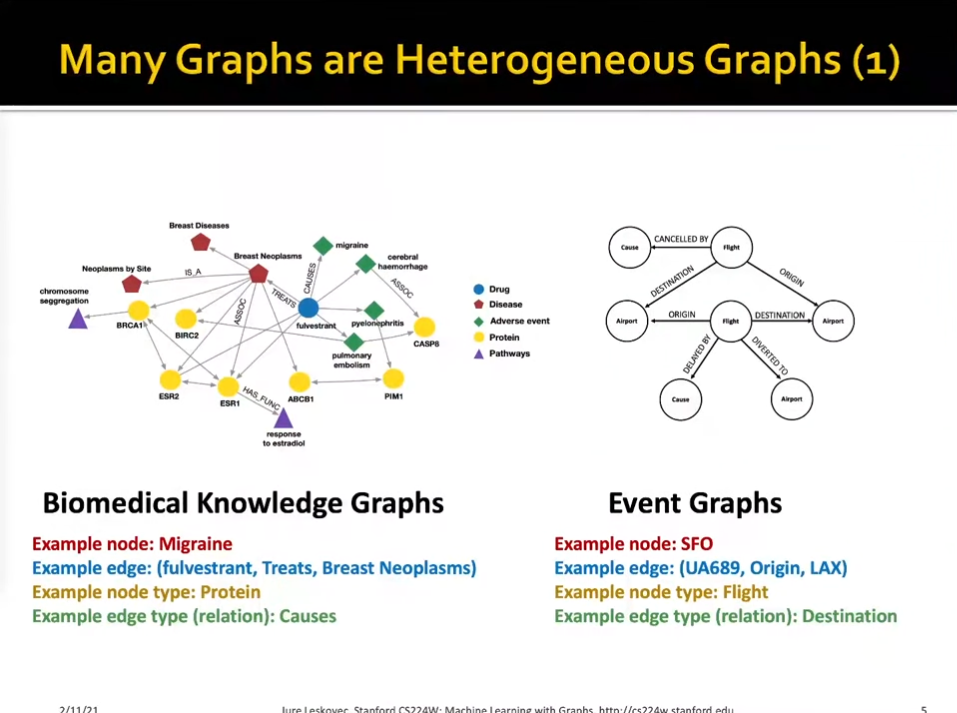 Many Graphs are Heterogeneous Graphs (1)
Breast Diseases
migraine
Breast Neoplasms
cerebral
haemorrhage
Neoplasms by Site
IS_A
CAUSES
ASSOC
chromosome
seggregation
TREATS
ASSOC
BRCA1
BIRC2
fulvestrant
pyelonephritis
CASP8
pulmonary
embolism
ESR2
ESR1
HAS_FUNC
ABCB1
PIM1
response
to estradiol
Drug
Disease
Adverse event
Protein
Pathways
Cause
CANCELLED BY
Flight
DESTINATION
ORIGIN
Airport
ORIGIN
Flight
DESTINATION
Airport
DELAYED BY
DIVERTED TO
Cause
Airport
Biomedical Knowledge Graphs
Example node: Migraine
Example edge: (fulvestrant, Treats, Breast Neoplasms)
Example node type: Protein
Example edge type (relation): Causes
Event Graphs
Example node: SFO
Example edge: (UA689, Origin, LAX)
Example node type: Flight
Example edge type (relation): Destination
2/11/21
Jure Leskovec, Stanford CS224W: Machine Learning with Graphs, http://cs224w.stanford.edu
5